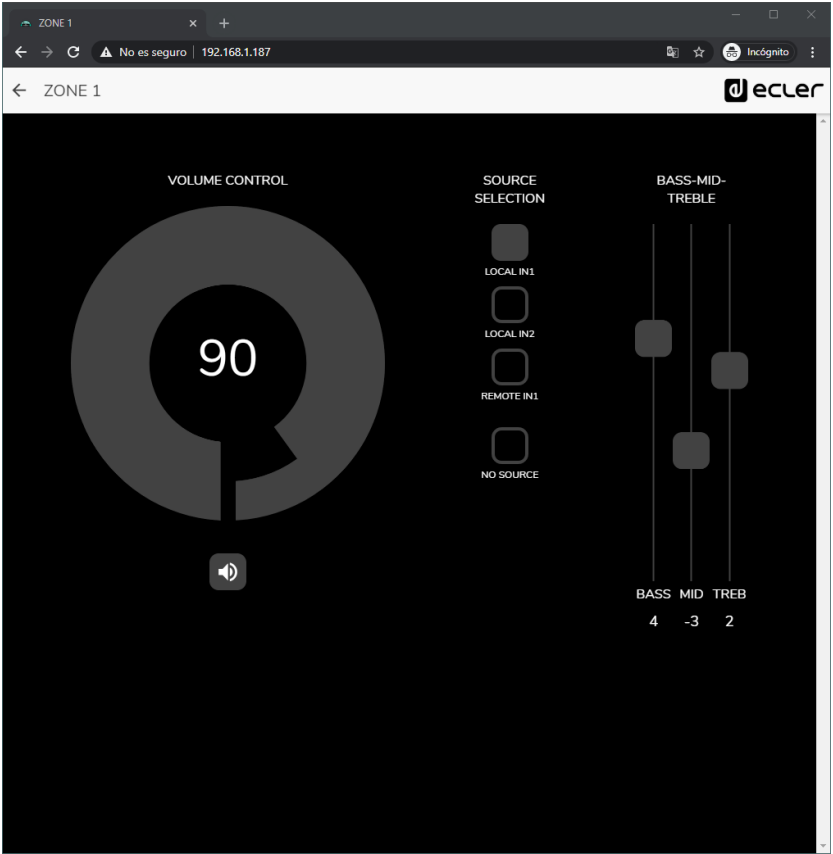 ZONE 1
No es seguro 192.168.1.187
Incógnito
ZONE 1
ecler
VOLUME CONTROL
90
SOURCE
SELECTION
LOCAL IN1
LOCAL IN2
REMOTE IN1
NO SOURCE
BASS-MID-
TREBLE
BASS MID TREB
4 -3 2